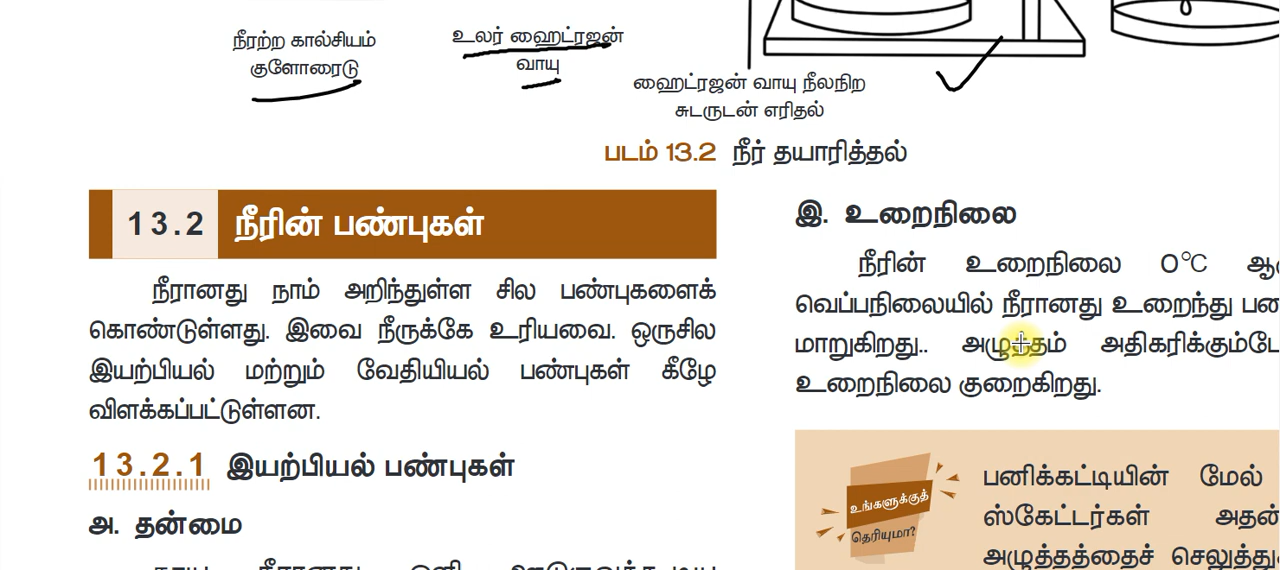 நீரற்ற கால்சியம்
குளோரைடு
உலர் ஹைட்ரஜன்
வாயு
ஹைட்ரஜன் வாயு நீலநிற
சுடருடன் எரிதல்
படம் 13.2 நீர் தயாரித்தல்
13.2 நீரின் பண்புகள்
நீரானது நாம் அறிந்துள்ள சில பண்புகளைக்
கொண்டுள்ளது. இவை நீருக்கே உரியவை. ஒருசில
இயற்பியல் மற்றும் வேதியியல் பண்புகள் கீழே
விளக்கப்பட்டுள்ளன.
13.2.1 இயற்பியல் பண்புகள்
அ. தன்மை
இ. உறைநிலை
நீரின் உறைநிலை 0℃
வெப்பநிலையில் நீரானது உறைந்து
மாறுகிறது.. அழுத்தம்
உறைநிலை குறைகிறது.
உங்களுக்குத்
தெரியுமா?
பனிக்கட்டியின் மேல்
ஸ்கேட்டர்கள்
அழுத்தத்தைச்